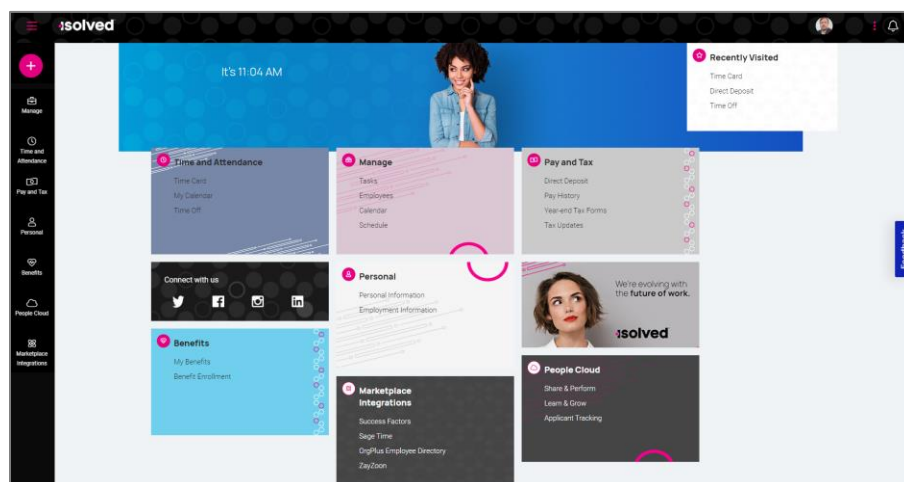 isolved
It's 11:04 AM
Recently Visited
Time Card
Direct Deposit
Time Off
Manage
Time and
Attendance
Pay and Tax
Personal
Benefits
People Cloud
Marketplace
Integrations
Time and Attendance
Time Card
My Calendar
Time Off
Manage
Tasks
Employees
Calendar
Schedule
Pay and Tax
Direct Deposit
Pay History
Year-end Tax Forms
Tax Updates
Connect with us
Personal
Personal Information
Employment Information
We're evolving with
the future of work.
isolved
Benefits
My Benefits
Benefit Enrollment
Marketplace
Integrations
Success Factors
Sage Time
OrgPlus Employee Directory
ZayZoon
People Cloud
Share & Perform
Learn & Grow
Applicant Tracking
Feedback